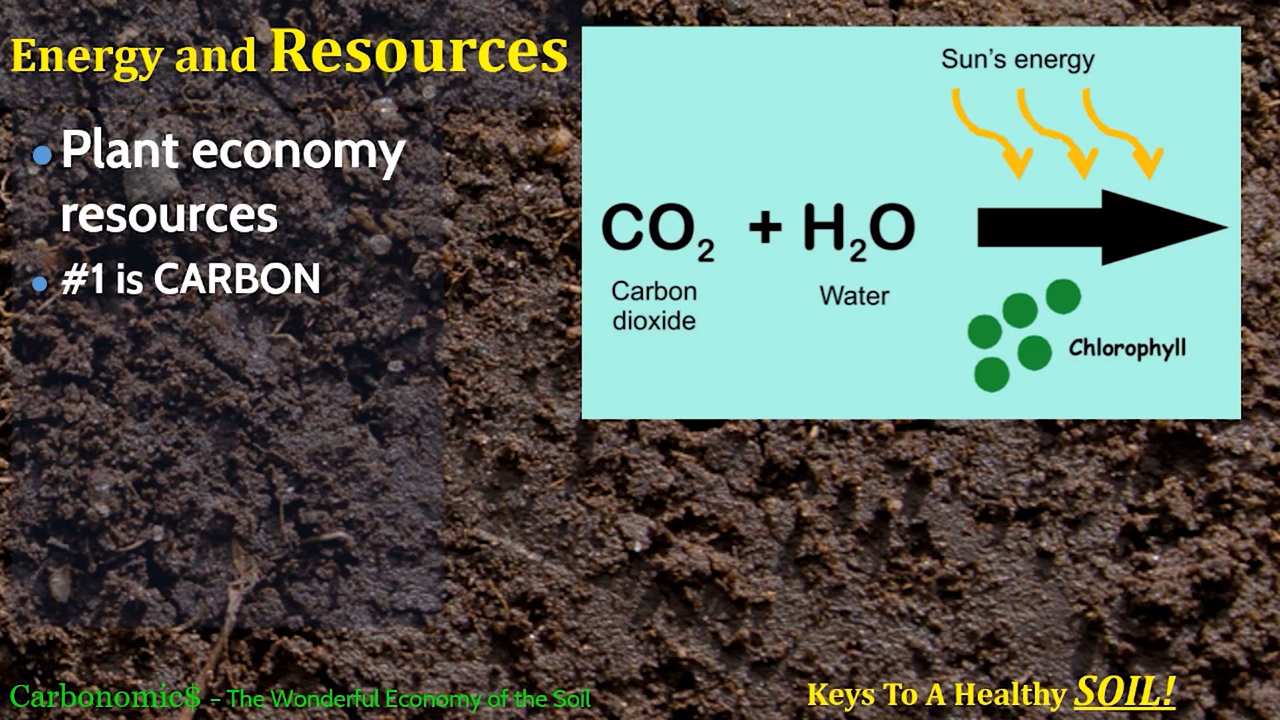 Energy and Resources
Plant economy
resources
#1 is CARBON
Sun's energy
CO₂ + H₂O
Carbon
dioxide
Water
Chlorophyll
Carbonomic$ – The Wonderful Economy of the Soil
Keys To A Healthy SOIL!